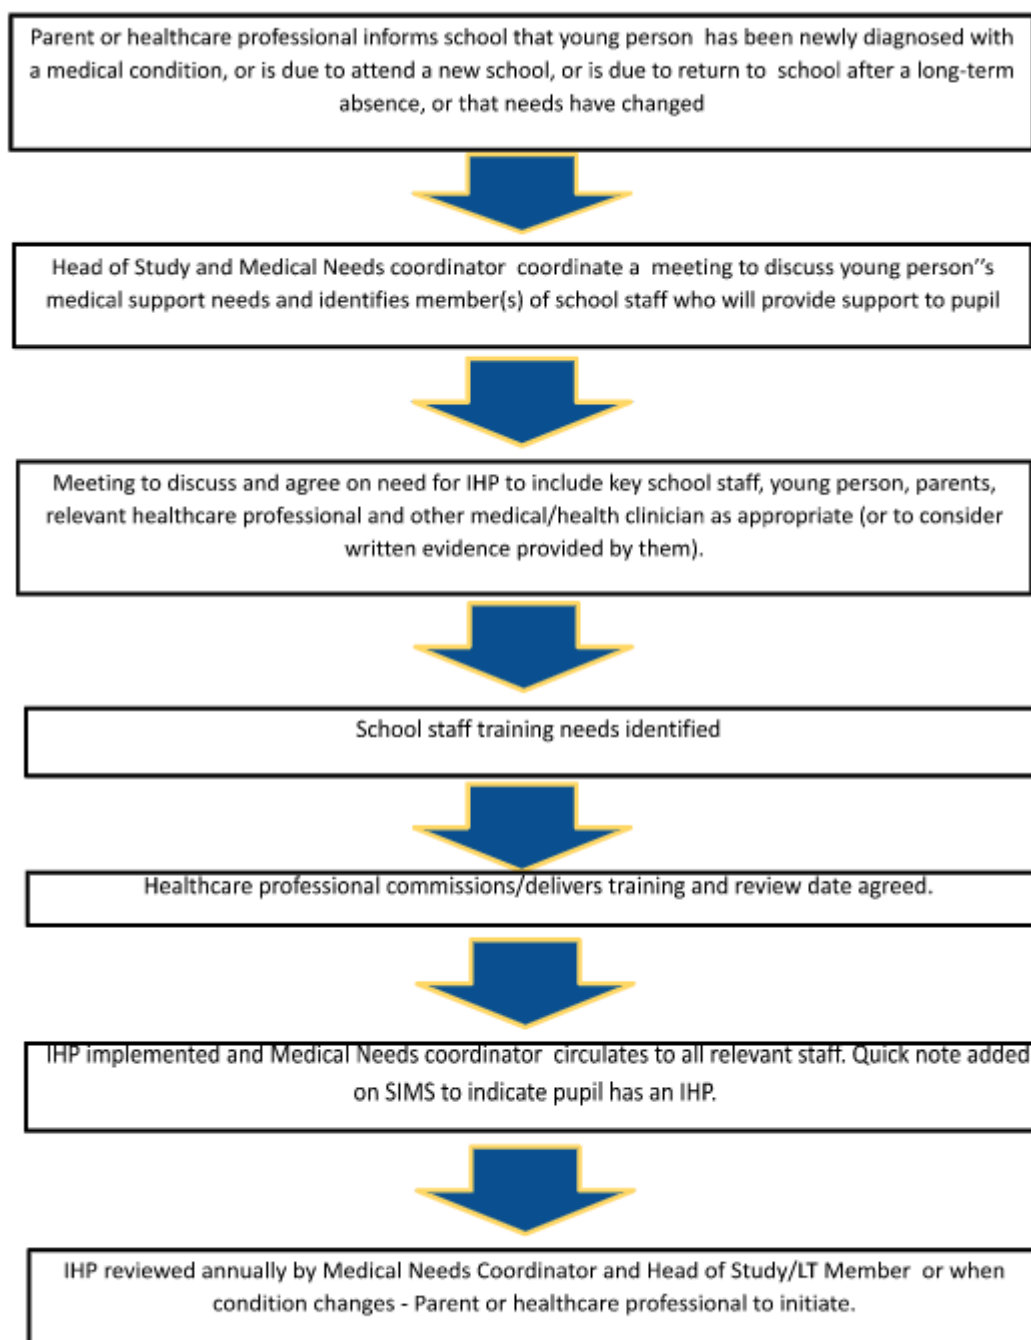 Parent or healthcare professional informs school that young person has been newly diagnosed with
a medical condition, or is due to attend a new school, or is due to return to school after a long-term
absence, or that needs have changed
Head of Study and Medical Needs coordinator coordinate a meeting to discuss young person''s
medical support needs and identifies member(s) of school staff who will provide support to pupil
Meeting to discuss and agree on need for IHP to include key school staff, young person, parents,
relevant healthcare professional and other medical/health clinician as appropriate (or to consider
written evidence provided by them).
School staff training needs identified
Healthcare professional commissions/delivers training and review date agreed.
IHP implemented and Medical Needs coordinator circulates to all relevant staff. Quick note added
on SIMS to indicate pupil has an IHP.
IHP reviewed annually by Medical Needs Coordinator and Head of Study/LT Member or when
condition changes - Parent or healthcare professional to initiate.